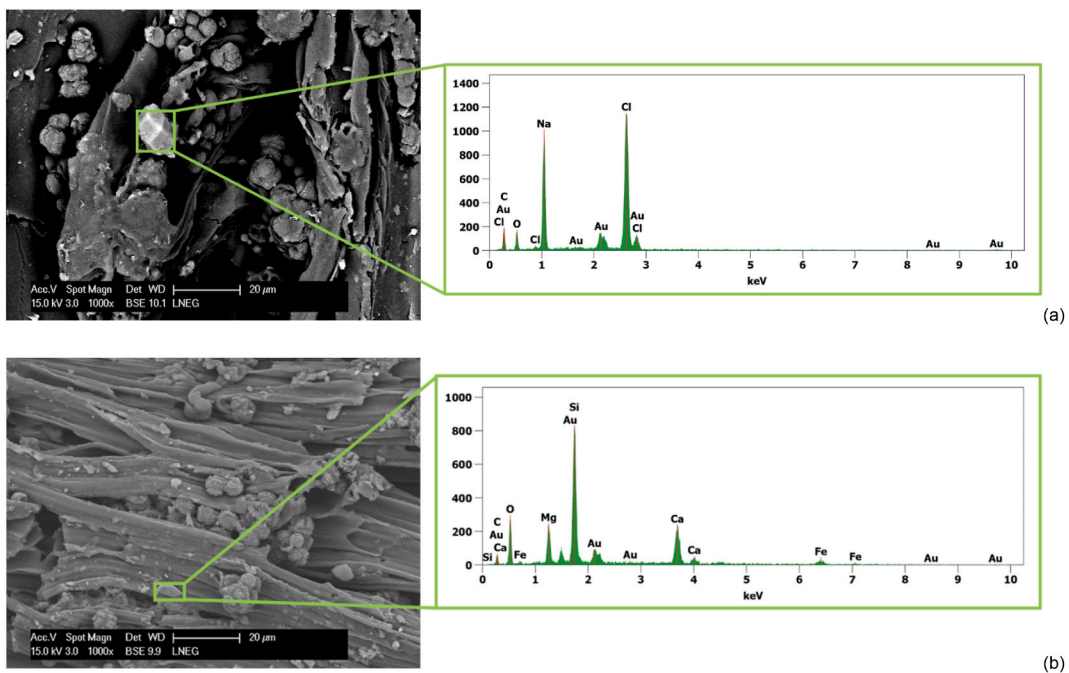 1400
1200
1000
800
600
400
200
0
Cl
Na
C
Au
Cl
O
Cl
Au
Au
Au
Cl
Au
Au
0 1 2 3 4 5 6 7 8 9 10
keV
Acc.V Spot Magn Det WD 20 µm
15.0 kV 3.0 1000x BSE 10.1 LNEG
(a)
1000
800
600
400
200
0
Si
Au
O
C
Au
Ca
Si
Fe
Mg
Au
Au
Ca
Ca
Fe
Fe
Au
Au
0 1 2 3 4 5 6 7 8 9 10
keV
Acc.V Spot Magn Det WD 20 µm
15.0 kV 3.0 1000x BSE 9.9 LNEG
(b)